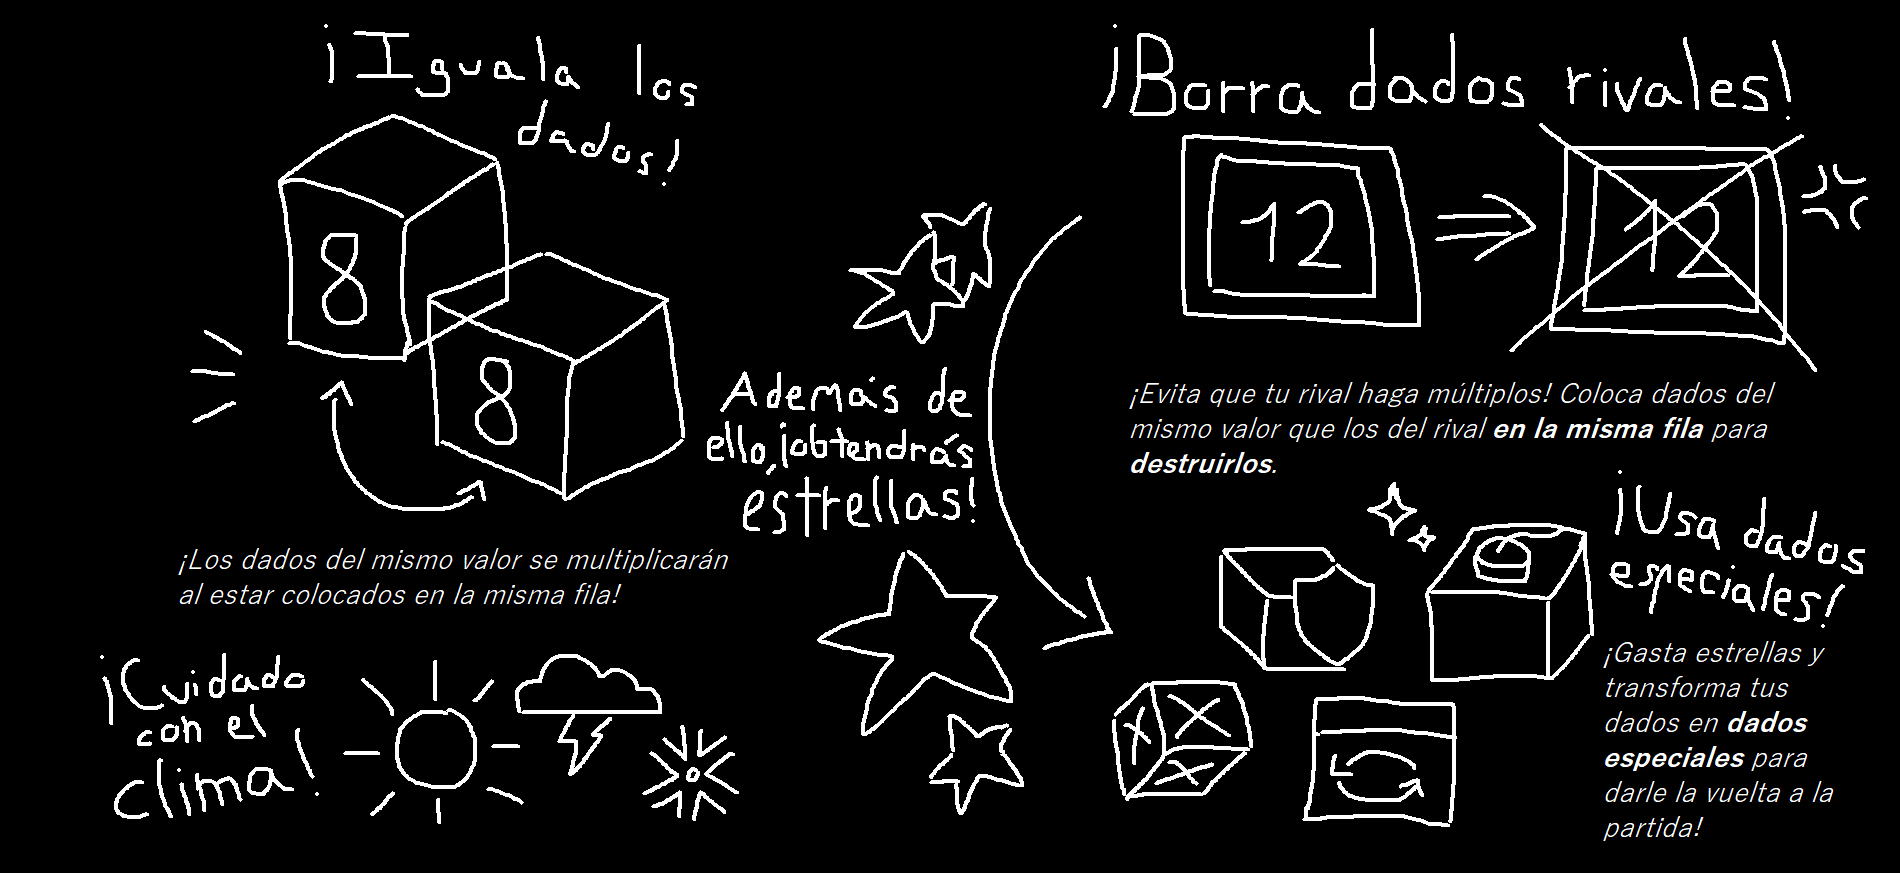 ¡Iguala los
dados!
8
8
¡Los dados del mismo valor se multiplicarán
al estar colocados en la misma fila!
Además de
ello, ¡obtendrás
estrellas!
¡Borra dados rivales!
12
12
¡Evita que tu rival haga múltiplos! Coloca dados del
mismo valor que los del rival en la misma fila para
destruirlos.
¡Usa dados
especiales!
¡Gasta estrellas y
transforma tus
dados en dados
especiales para
darle la vuelta a la
partida!
¡Cuidado
con el
clima!